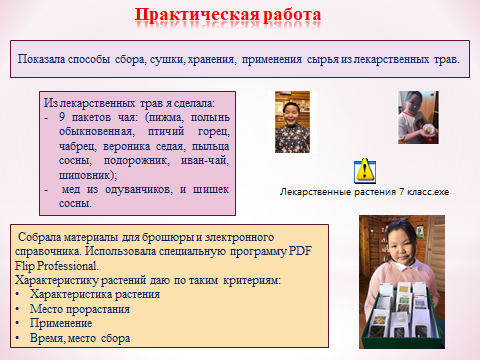 Практическая работа
Показала способы сбора, сушки, хранения, применения сырья из лекарственных трав.
Из лекарственных трав я сделала:
- 9 пакетов чая: (пижма, полынь
обыкновенная, птичий горец,
чабрец, вероника седая, пыльца
сосны, подорожник, иван-чай,
шиповник);
- мед из одуванчиков, и шишек
сосны.
Лекарственные растения 7 класс.exe
Собрала материалы для брошюры и электронного
справочника. Использовала специальную программу PDF
Flip Professional.
Характеристику растений даю по таким критериям:
• Характеристика растения
• Место прорастания
• Применение
• Время, место сбора